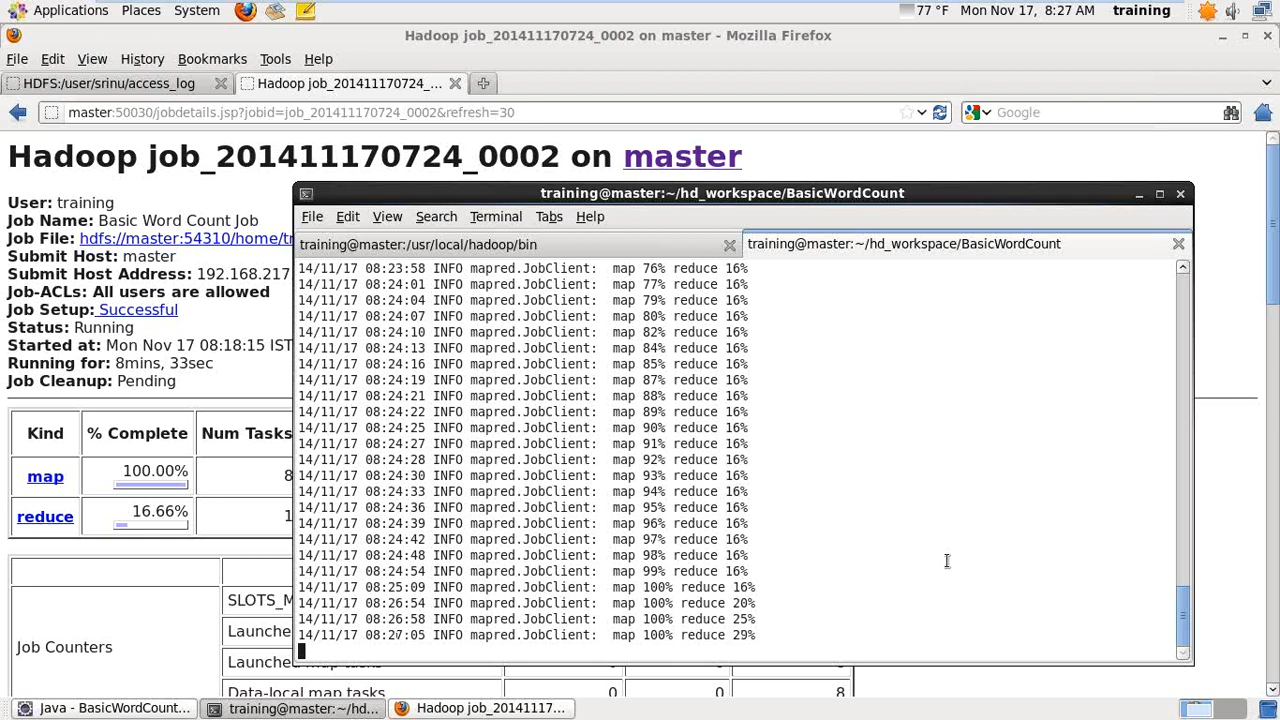 Applications Places System 77 °F Mon Nov 17, 8:27 AM training
Hadoop job_201411170724_0002 on master - Mozilla Firefox
File Edit View History Bookmarks Tools Help
HDFS:/user/srinu/access_log Hadoop job_201411170724_...
master:50030/jobdetails.jsp?jobid=job_201411170724_0002&refresh=30 Google
Hadoop job_201411170724_0002 on master
User: training
Job Name: Basic Word Count Job
Job File: hdfs://master:54310/home/tr
Submit Host: master
Submit Host Address: 192.168.217
Job-ACLs: All users are allowed
Job Setup: Successful
Status: Running
Started at: Mon Nov 17 08:18:15 IST
Running for: 8mins, 33sec
Job Cleanup: Pending
Kind % Complete Num Tasks
map 100.00% 8
reduce 16.66% 1
SLOTS_M
Launche
Job Counters
Launched map tasks
Data-local map tasks 0 0 8
training@master:~/hd_workspace/BasicWordCount
File Edit View Search Terminal Tabs Help
training@master:/usr/local/hadoop/bin training@master:~/hd_workspace/BasicWordCount
14/11/17 08:23:58 INFO mapred.JobClient: map 76% reduce 16%
14/11/17 08:24:01 INFO mapred.JobClient: map 77% reduce 16%
14/11/17 08:24:04 INFO mapred.JobClient: map 79% reduce 16%
14/11/17 08:24:07 INFO mapred.JobClient: map 80% reduce 16%
14/11/17 08:24:10 INFO mapred.JobClient: map 82% reduce 16%
14/11/17 08:24:13 INFO mapred.JobClient: map 84% reduce 16%
14/11/17 08:24:16 INFO mapred.JobClient: map 85% reduce 16%
14/11/17 08:24:19 INFO mapred.JobClient: map 87% reduce 16%
14/11/17 08:24:21 INFO mapred.JobClient: map 88% reduce 16%
14/11/17 08:24:22 INFO mapred.JobClient: map 89% reduce 16%
14/11/17 08:24:25 INFO mapred.JobClient: map 90% reduce 16%
14/11/17 08:24:27 INFO mapred.JobClient: map 91% reduce 16%
14/11/17 08:24:28 INFO mapred.JobClient: map 92% reduce 16%
14/11/17 08:24:30 INFO mapred.JobClient: map 93% reduce 16%
14/11/17 08:24:33 INFO mapred.JobClient: map 94% reduce 16%
14/11/17 08:24:36 INFO mapred.JobClient: map 95% reduce 16%
14/11/17 08:24:39 INFO mapred.JobClient: map 96% reduce 16%
14/11/17 08:24:42 INFO mapred.JobClient: map 97% reduce 16%
14/11/17 08:24:48 INFO mapred.JobClient: map 98% reduce 16%
14/11/17 08:24:54 INFO mapred.JobClient: map 99% reduce 16%
14/11/17 08:25:09 INFO mapred.JobClient: map 100% reduce 16%
14/11/17 08:26:54 INFO mapred.JobClient: map 100% reduce 20%
14/11/17 08:26:58 INFO mapred.JobClient: map 100% reduce 25%
14/11/17 08:27:05 INFO mapred.JobClient: map 100% reduce 29%
Java - BasicWordCount... training@master:~/hd... Hadoop job_20141117...